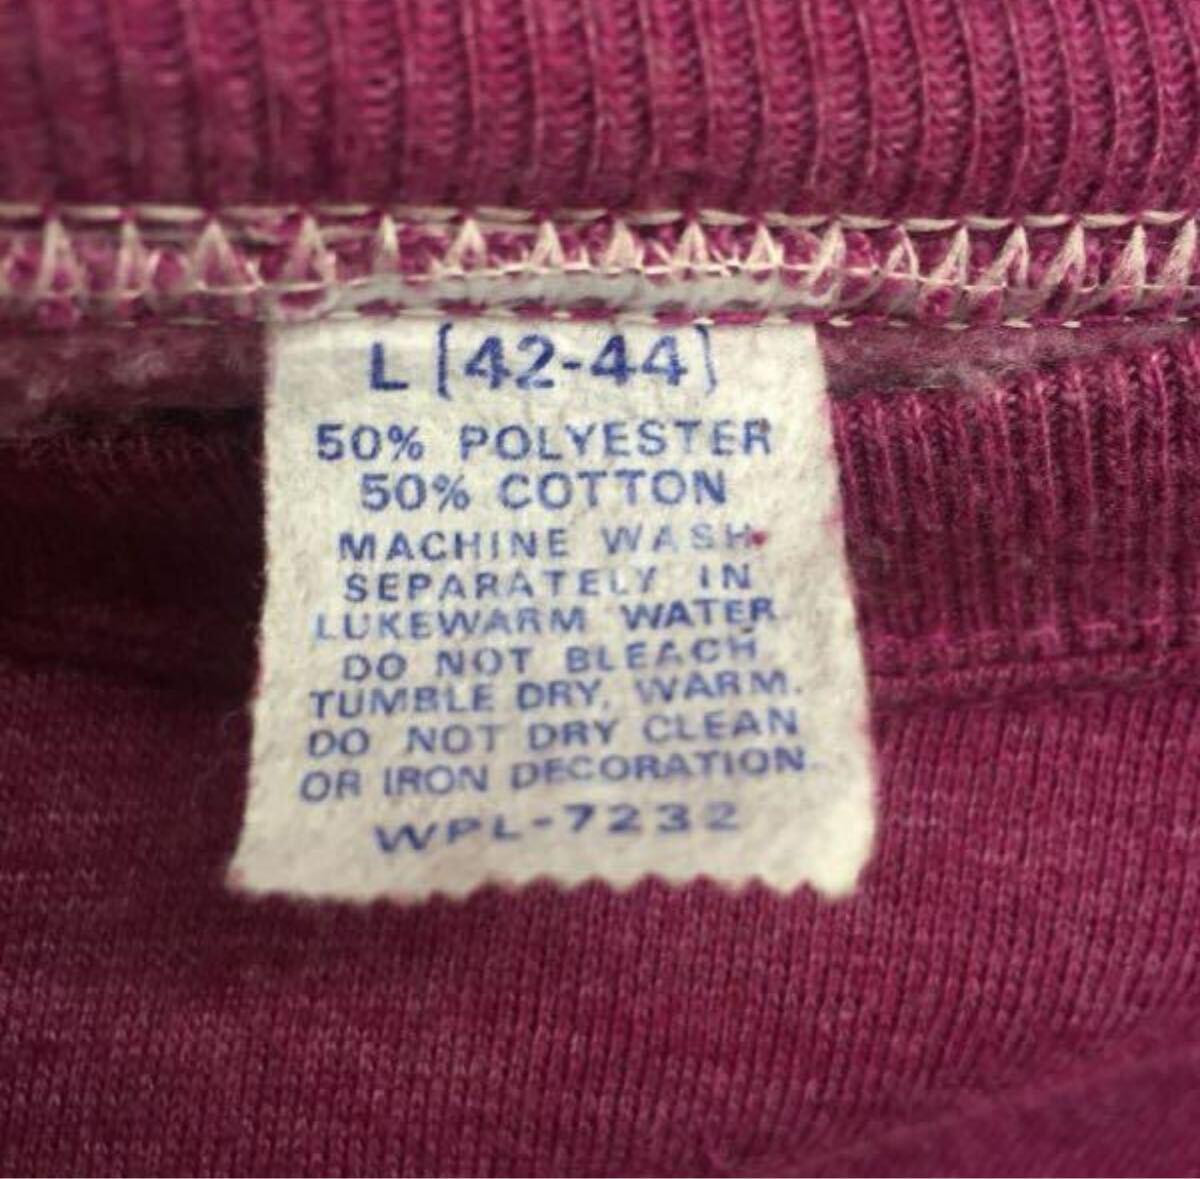 L [42-44]
50% POLYESTER
50% COTTON
MACHINE WASH
SEPARATELY IN
LUKEWARM WATER
DO NOT BLEACH
TUMBLE DRY, WARM.
DO NOT DRY CLEAN
OR IRON DECORATION.
WPL-7232